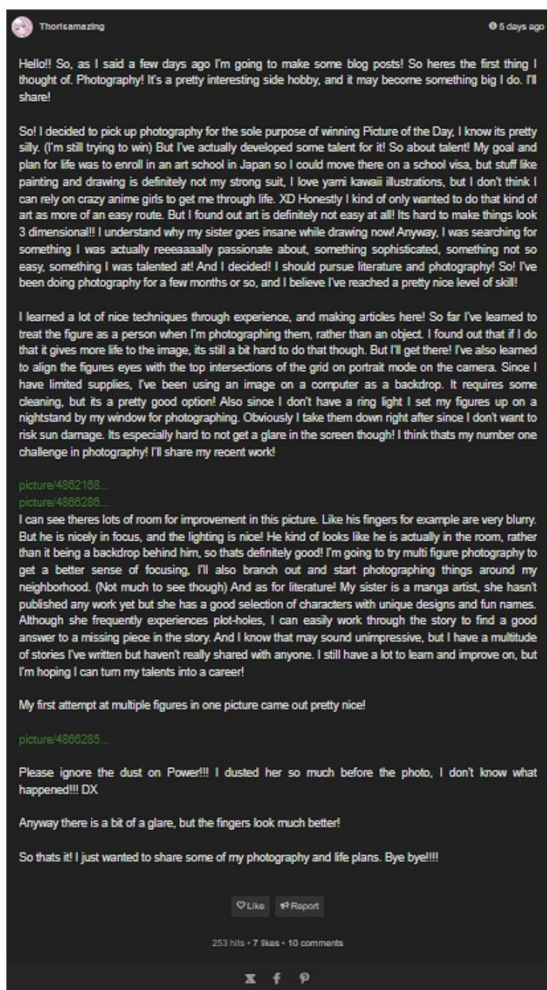 Thorisamazing
5 days ago
Hello!! So, as I said a few days ago I'm going to make some blog posts! So heres the first thing I
thought of. Photography! It's a pretty interesting side hobby, and it may become something big I do. I'll
share!
So! I decided to pick up photography for the sole purpose of winning Picture of the Day, I know its pretty
silly. (I'm still trying to win) But I've actually developed some talent for it! So about talent! My goal and
plan for life was to enroll in an art school in Japan so I could move there on a school visa, but stuff like
painting and drawing is definitely not my strong suit, I love yami kawaii illustrations, but I don't think I
can rely on crazy anime girls to get me through life. XD Honestly I kind of only wanted to do that kind of
art as more of an easy route. But I found out art is definitely not easy at all! Its hard to make things look
3 dimensional!! I understand why my sister goes insane while drawing now! Anyway, I was searching for
something I was actually reeeaaaally passionate about, something sophisticated, something not so
easy, something I was talented at! And I decided! I should pursue literature and photography! So! I've
been doing photography for a few months or so, and I believe I've reached a pretty nice level of skill!
I learned a lot of nice techniques through experience, and making articles here! So far I've learned to
treat the figure as a person when I'm photographing them, rather than an object. I found out that if I do
that it gives more life to the image, its still a bit hard to do that though. But I'll get there! I've also learned
to align the figures eyes with the top intersections of the grid on portrait mode on the camera. Since I
have limited supplies, I've been using an image on a computer as a backdrop. It requires some
cleaning, but its a pretty good option! Also since I don't have a ring light I set my figures up on a
nightstand by my window for photographing. Obviously I take them down right after since I don't want to
risk sun damage. Its especially hard to not get a glare in the screen though! I think thats my number one
challenge in photography! I'll share my recent work!
picture/4862168...
picture/4866286...
I can see theres lots of room for improvement in this picture. Like his fingers for example are very blurry.
But he is nicely in focus, and the lighting is nice! He kind of looks like he is actually in the room, rather
than it being a backdrop behind him, so thats definitely good! I'm going to try multi figure photography to
get a better sense of focusing, I'll also branch out and start photographing things around my
neighborhood. (Not much to see though) And as for literature! My sister is a manga artist, she hasn't
published any work yet but she has a good selection of characters with unique designs and fun names.
Although she frequently experiences plot-holes, I can easily work through the story to find a good
answer to a missing piece in the story. And I know that may sound unimpressive, but I have a multitude
of stories I've written but haven't really shared with anyone. I still have a lot to learn and improve on, but
I'm hoping I can turn my talents into a career!
My first attempt at multiple figures in one picture came out pretty nice!
picture/4866285...
Please ignore the dust on Power!!! I dusted her so much before the photo, I don't know what
happened!!! DX
Anyway there is a bit of a glare, but the fingers look much better!
So thats it! I just wanted to share some of my photography and life plans. Bye bye!!!!
Like Report
253 hits • 7 likes • 10 comments